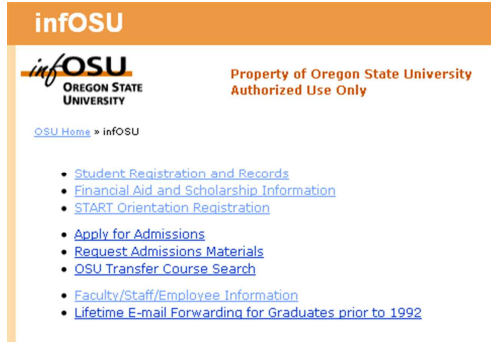 infOSU
infOSU
OREGON STATE
UNIVERSITY
Property of Oregon State University
Authorized Use Only
OSU Home » infOSU
Student Registration and Records
Financial Aid and Scholarship Information
START Orientation Registration
Apply for Admissions
Request Admissions Materials
OSU Transfer Course Search
Faculty/Staff/Employee Information
Lifetime E-mail Forwarding for Graduates prior to 1992